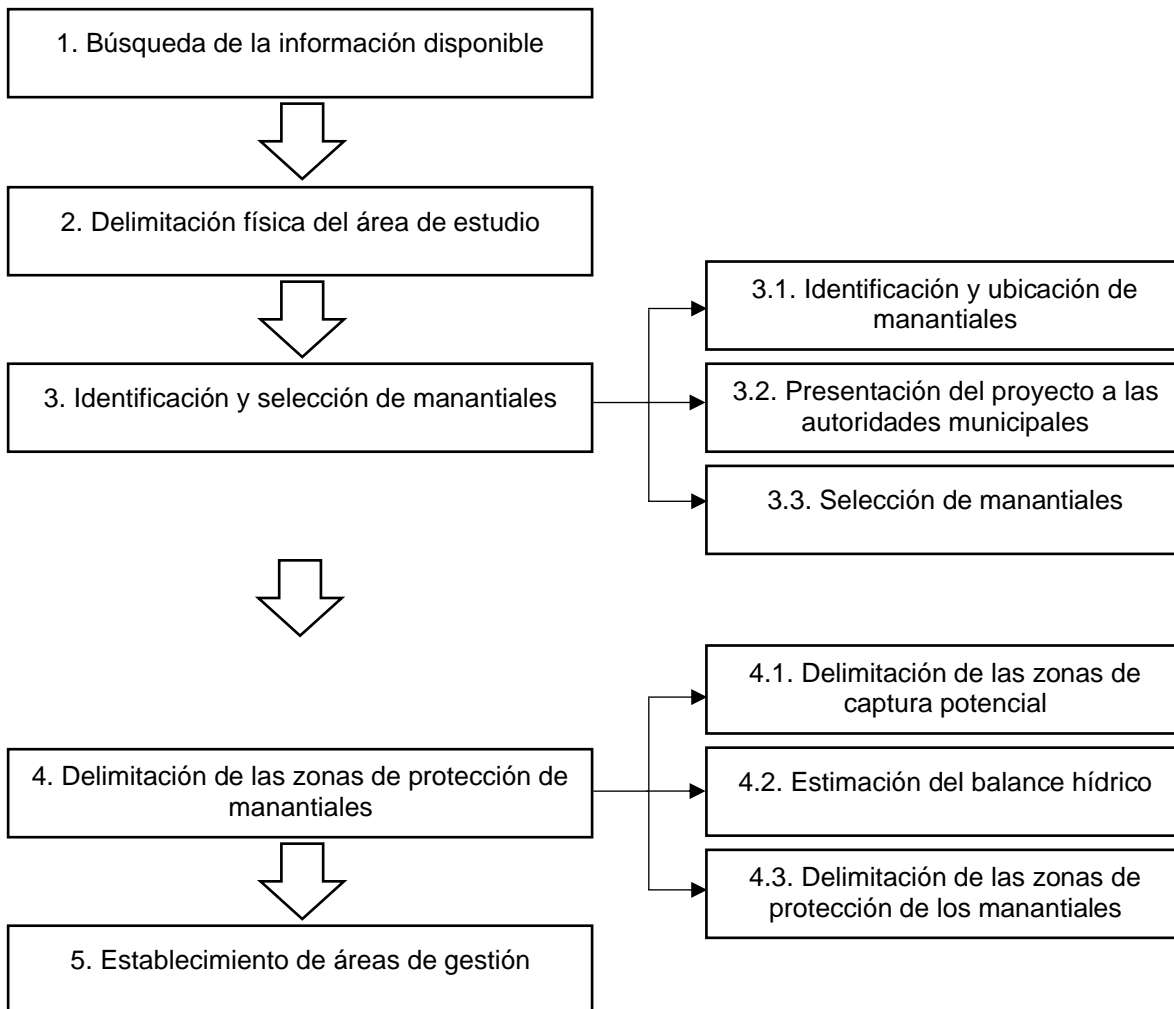 1. Búsqueda de la información disponible
2. Delimitación física del área de estudio
3. Identificación y selección de manantiales
3.1. Identificación y ubicación de
manantiales
3.2. Presentación del proyecto a las
autoridades municipales
3.3. Selección de manantiales
4. Delimitación de las zonas de protección de
manantiales
4.1. Delimitación de las zonas de
captura potencial
4.2. Estimación del balance hídrico
4.3. Delimitación de las zonas de
protección de los manantiales
5. Establecimiento de áreas de gestión